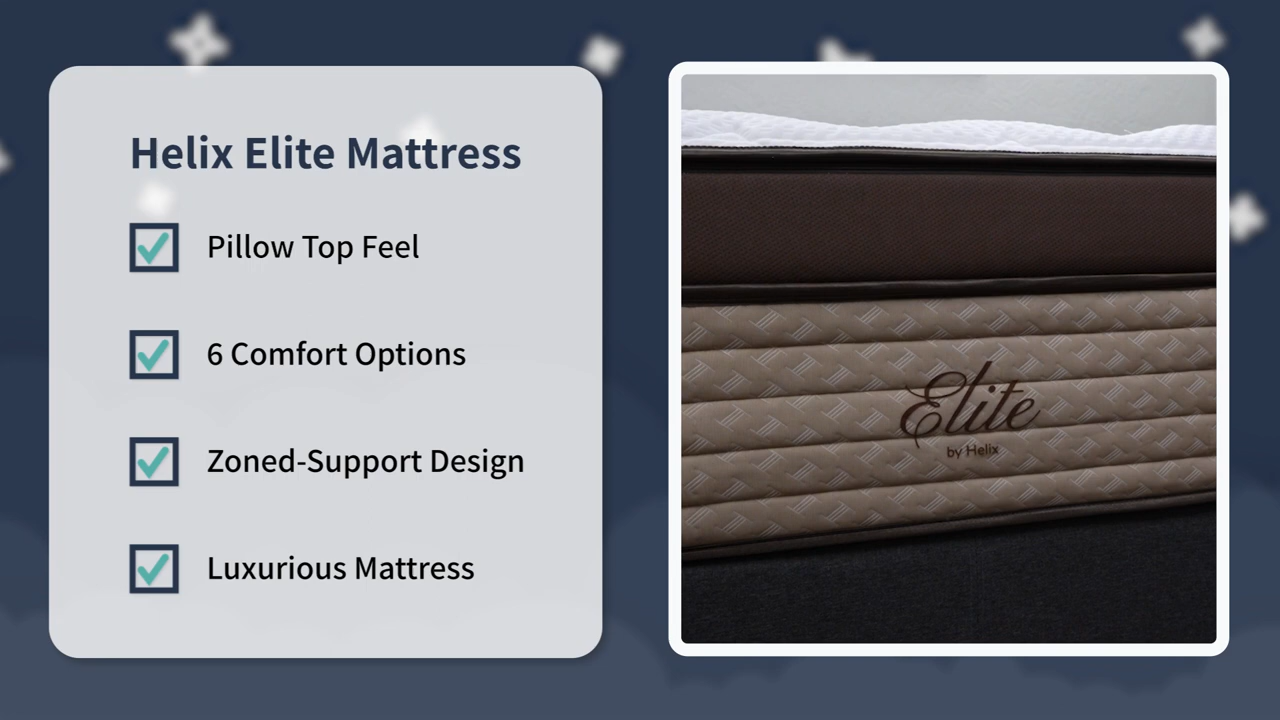 Helix Elite Mattress
Pillow Top Feel
6 Comfort Options
Zoned-Support Design
Luxurious Mattress
Elite
by Helix